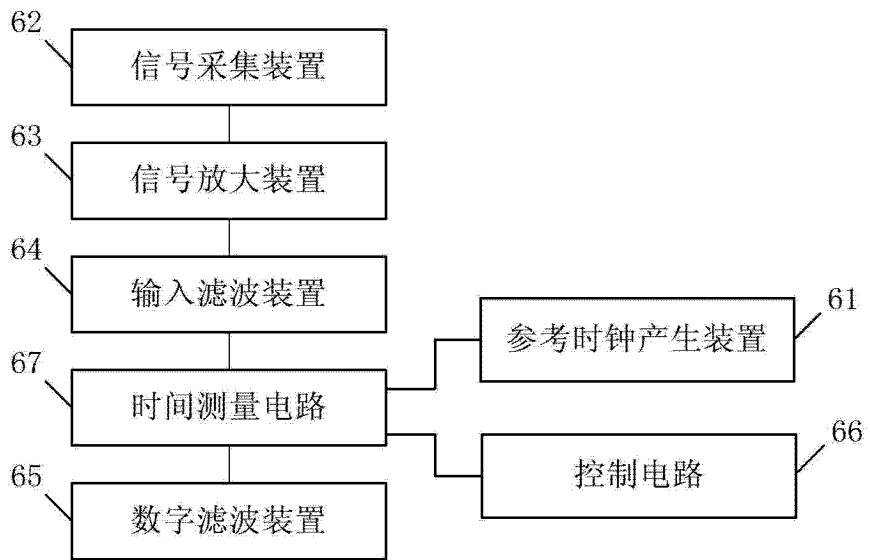 62
信号采集装置
63
信号放大装置
64
输入滤波装置
61
参考时钟产生装置
67
时间测量电路
66
控制电路
65
数字滤波装置